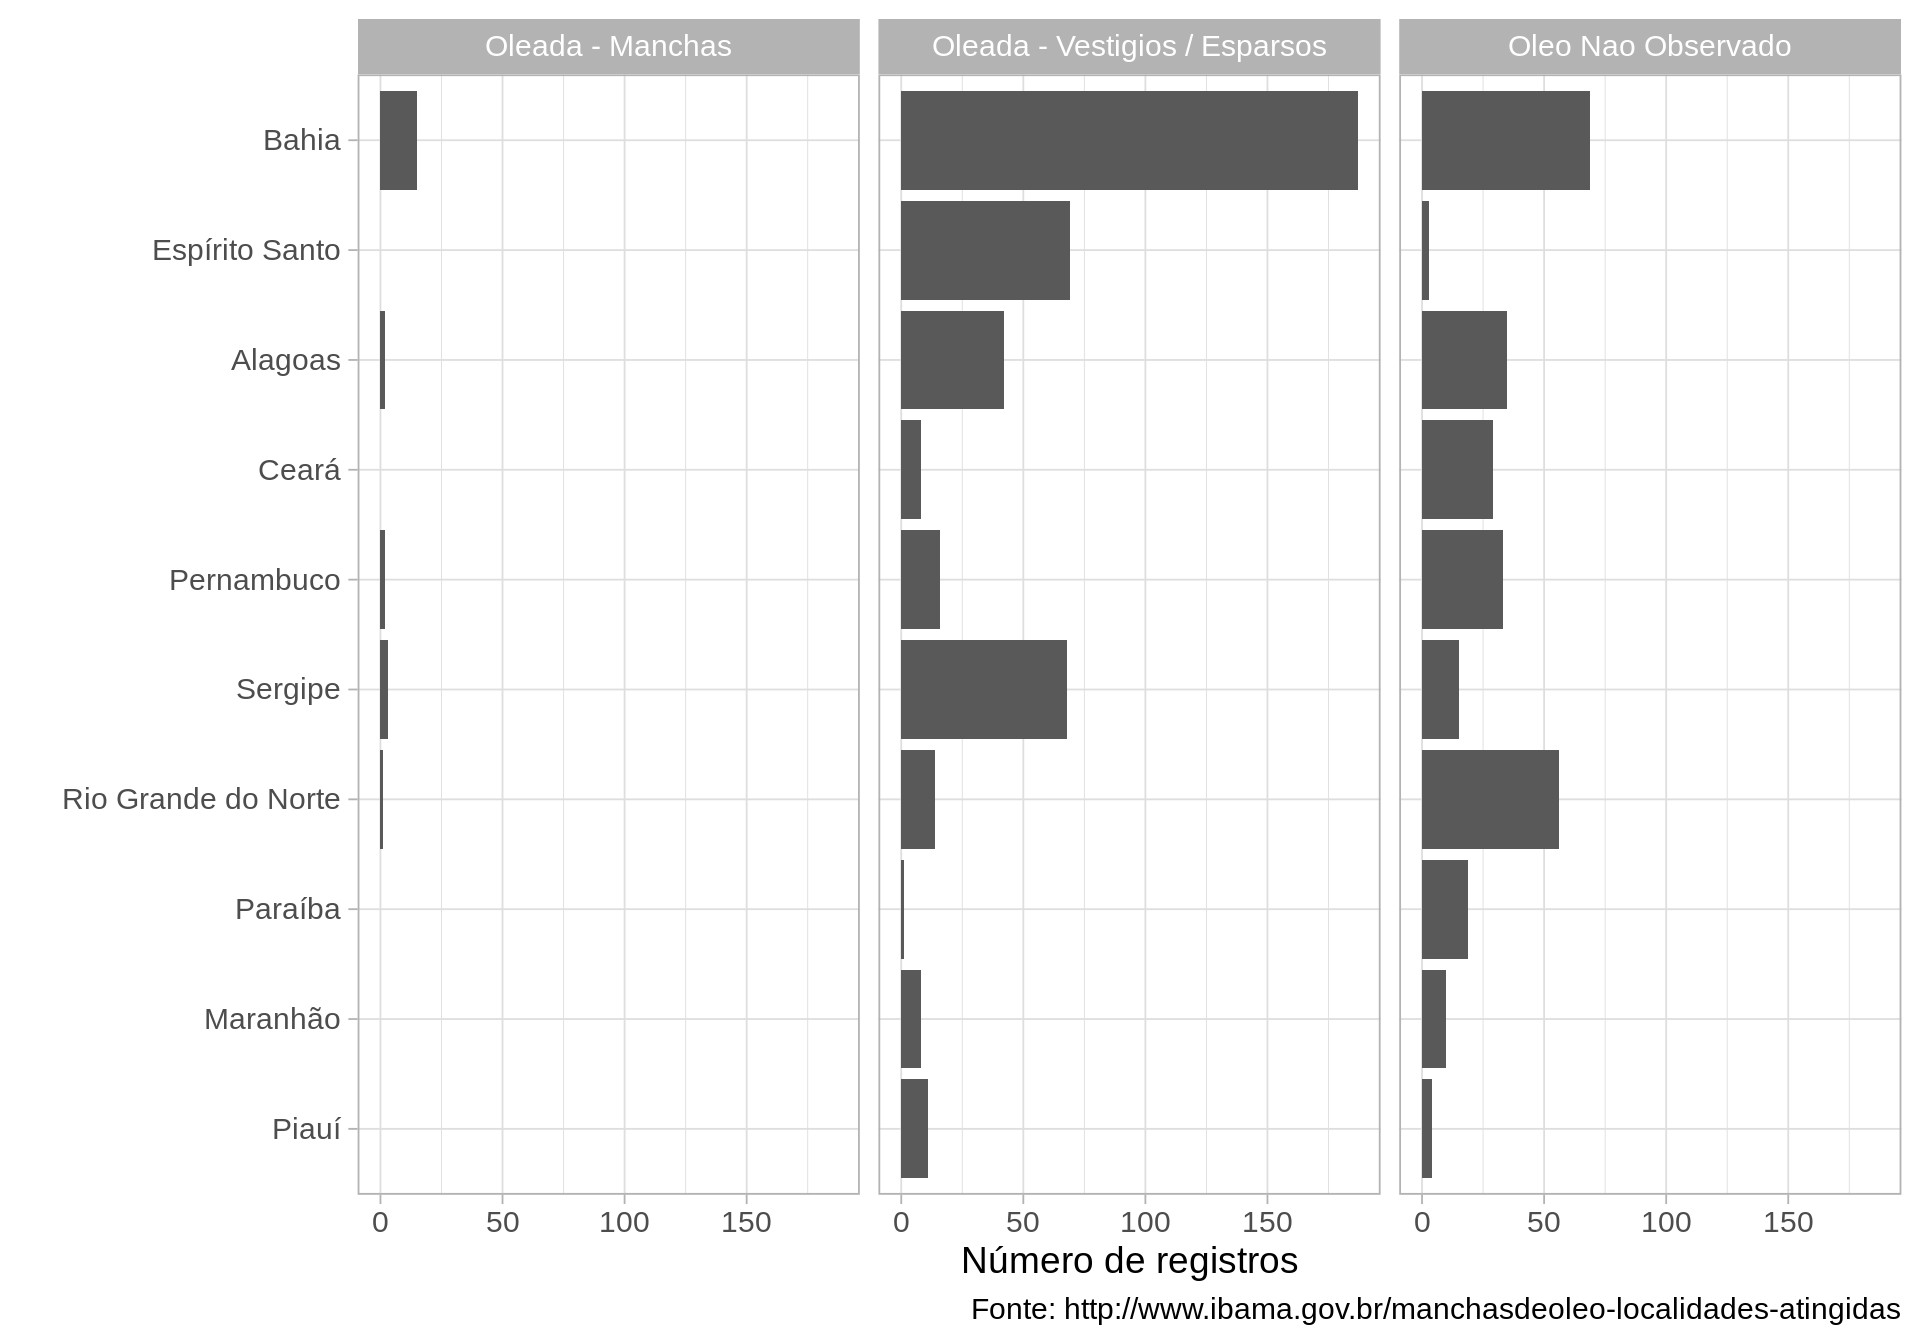 Oleada - Manchas
Oleada - Vestigios / Esparsos
Oleo Nao Observado
Bahia
Espírito Santo
Alagoas
Ceará
Pernambuco
Sergipe
Rio Grande do Norte
Paraíba
Maranhão
Piauí
0 50 100 150
0 50 100 150
0 50 100 150
Número de registros
Fonte: http://www.ibama.gov.br/manchasdeoleo-localidades-atingidas